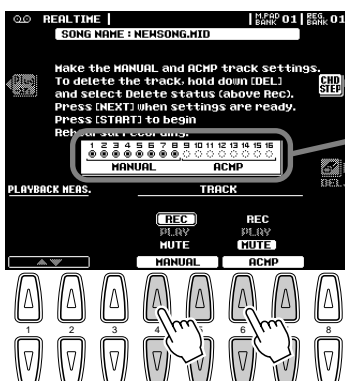 REALTIME
M.PAD BANK 01 REG. BANK 01
SONG NAME : NEWSONG.MID
Make the MANUAL and ACMP track settings.
To delete the track, hold down [DEL]
and select Delete status (above Rec).
Press [NEXT] when settings are ready.
Press [START] to begin
Rehearsal recording.
CHD STEP
1 2 3 4 5 6 7 8 9 10 11 12 13 14 15 16
MANUAL ACMP
DEL
PLAYBACK MEAS. TRACK
REC REC
PLAY PLAY
MUTE MUTE
MANUAL ACMP
1 2 3 4 5 6 8